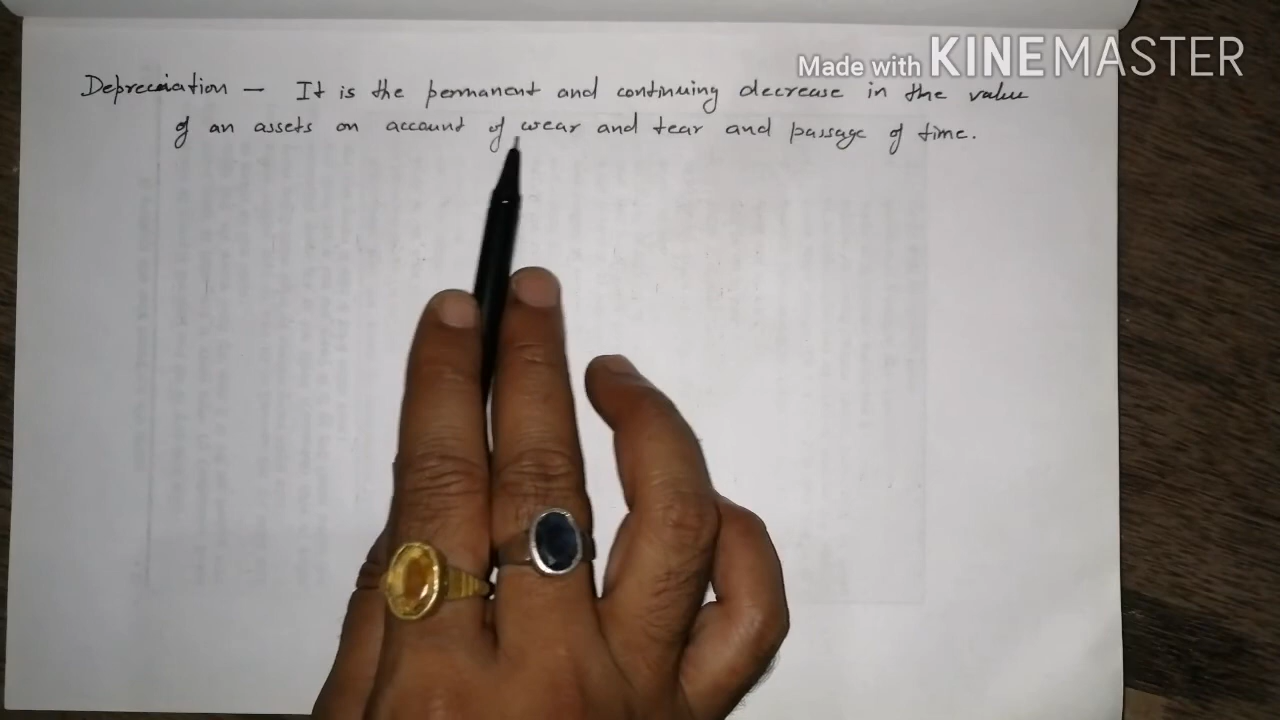 Made with KINEMASTER
Depreciation — It is the permanent and continuing decrease in the value
of an assets on account of wear and tear and passage of time.